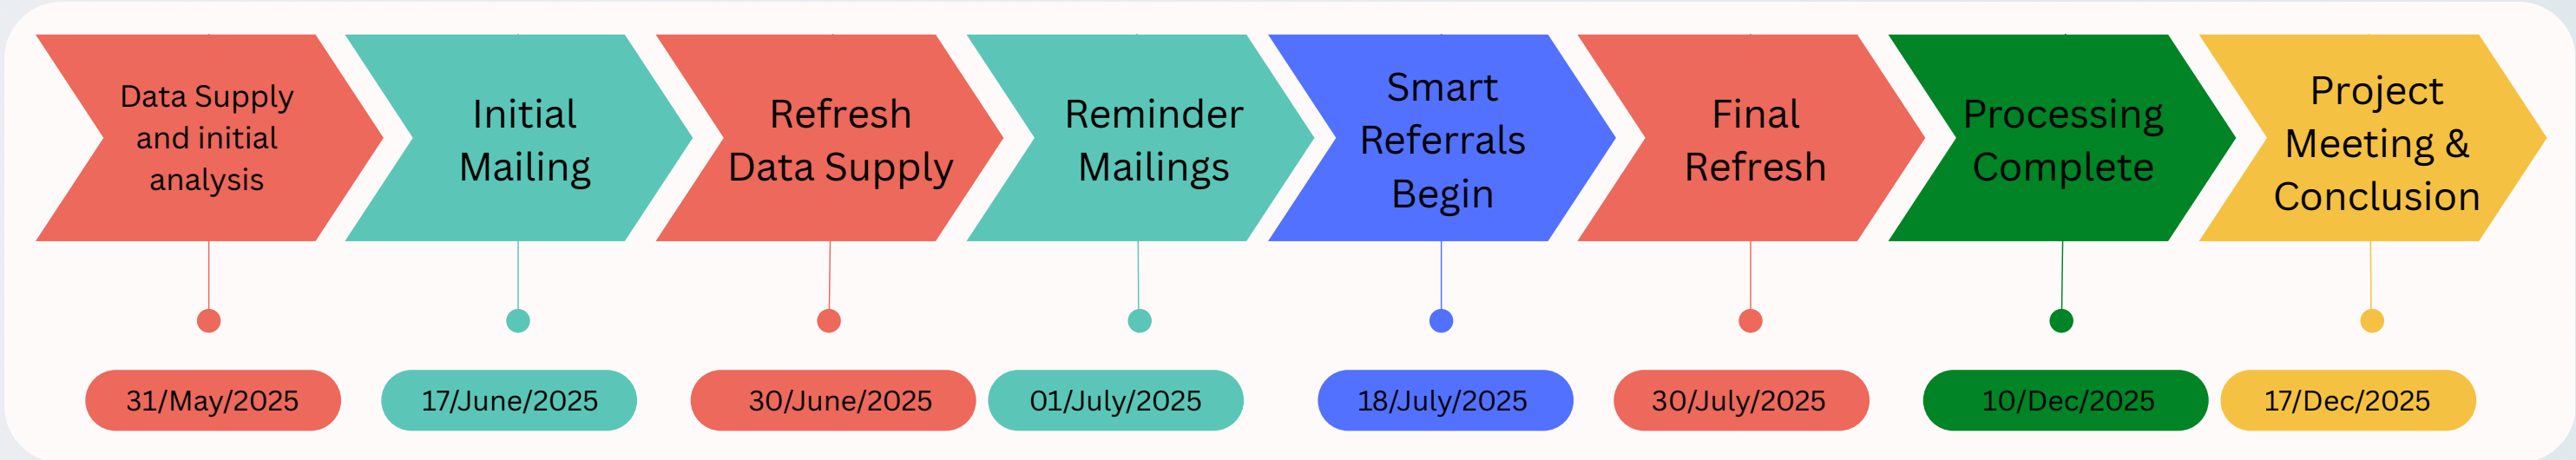 Data Supply
and initial
analysis
Initial
Mailing
Refresh
Data Supply
Reminder
Mailings
Smart
Referrals
Begin
Final
Refresh
Processing
Complete
Project
Meeting &
Conclusion
31/May/2025
17/June/2025
30/June/2025
01/July/2025
18/July/2025
30/July/2025
10/Dec/2025
17/Dec/2025